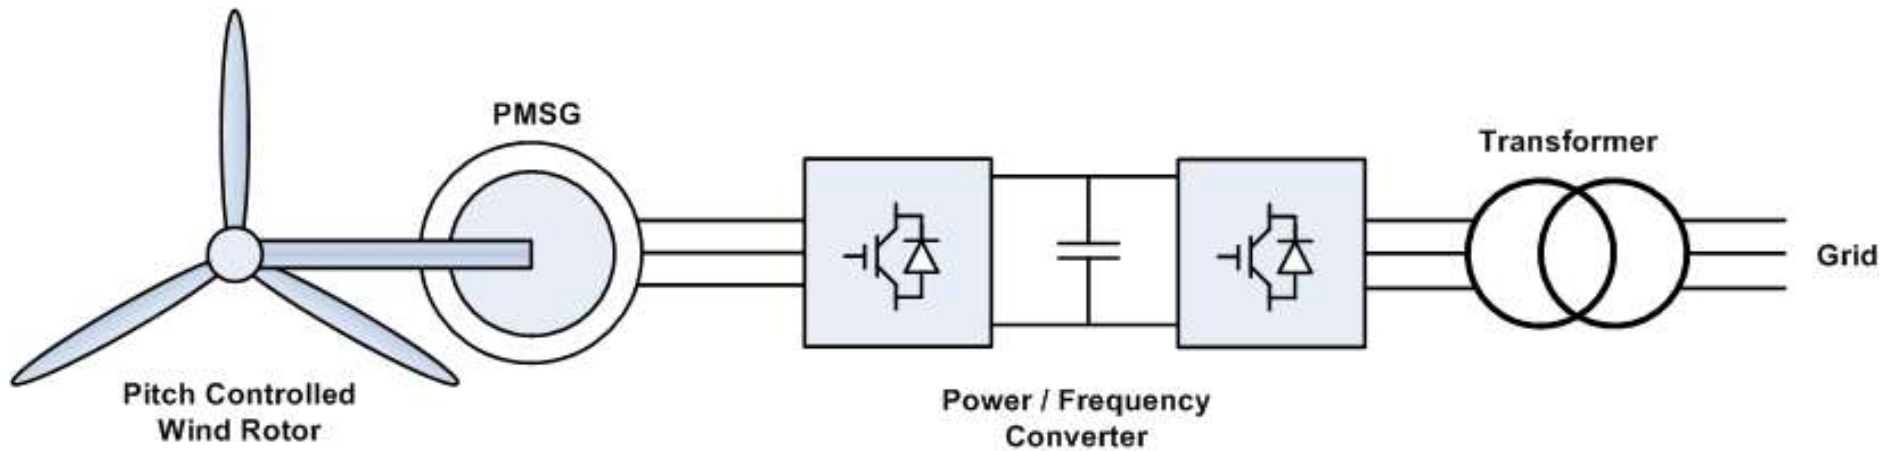 PMSG
Transformer
Grid
Pitch Controlled
Wind Rotor
Power / Frequency
Converter